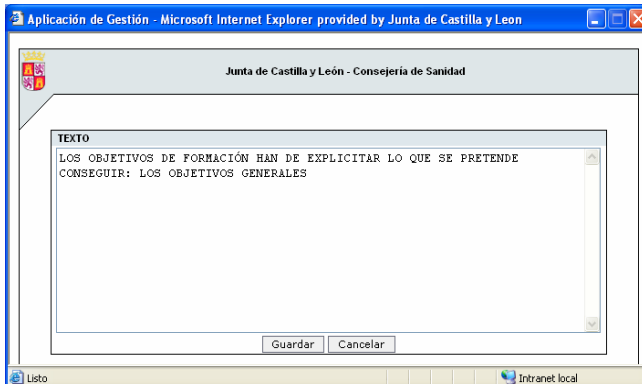 Aplicación de Gestión - Microsoft Internet Explorer provided by Junta de Castilla y Leon
Junta de Castilla y León - Consejería de Sanidad
TEXTO
LOS OBJETIVOS DE FORMACIÓN HAN DE EXPLICITAR LO QUE SE PRETENDE
CONSEGUIR: LOS OBJETIVOS GENERALES
Guardar Cancelar
Listo Intranet local